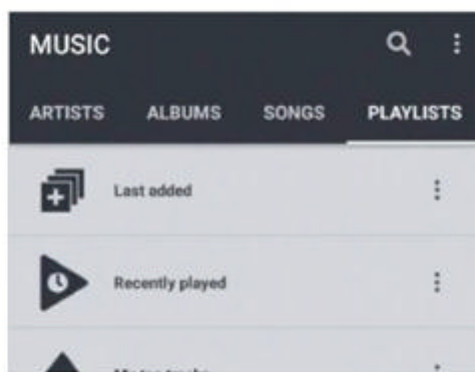 MUSIC
ARTISTS ALBUMS SONGS PLAYLISTS
Last added
Recently played